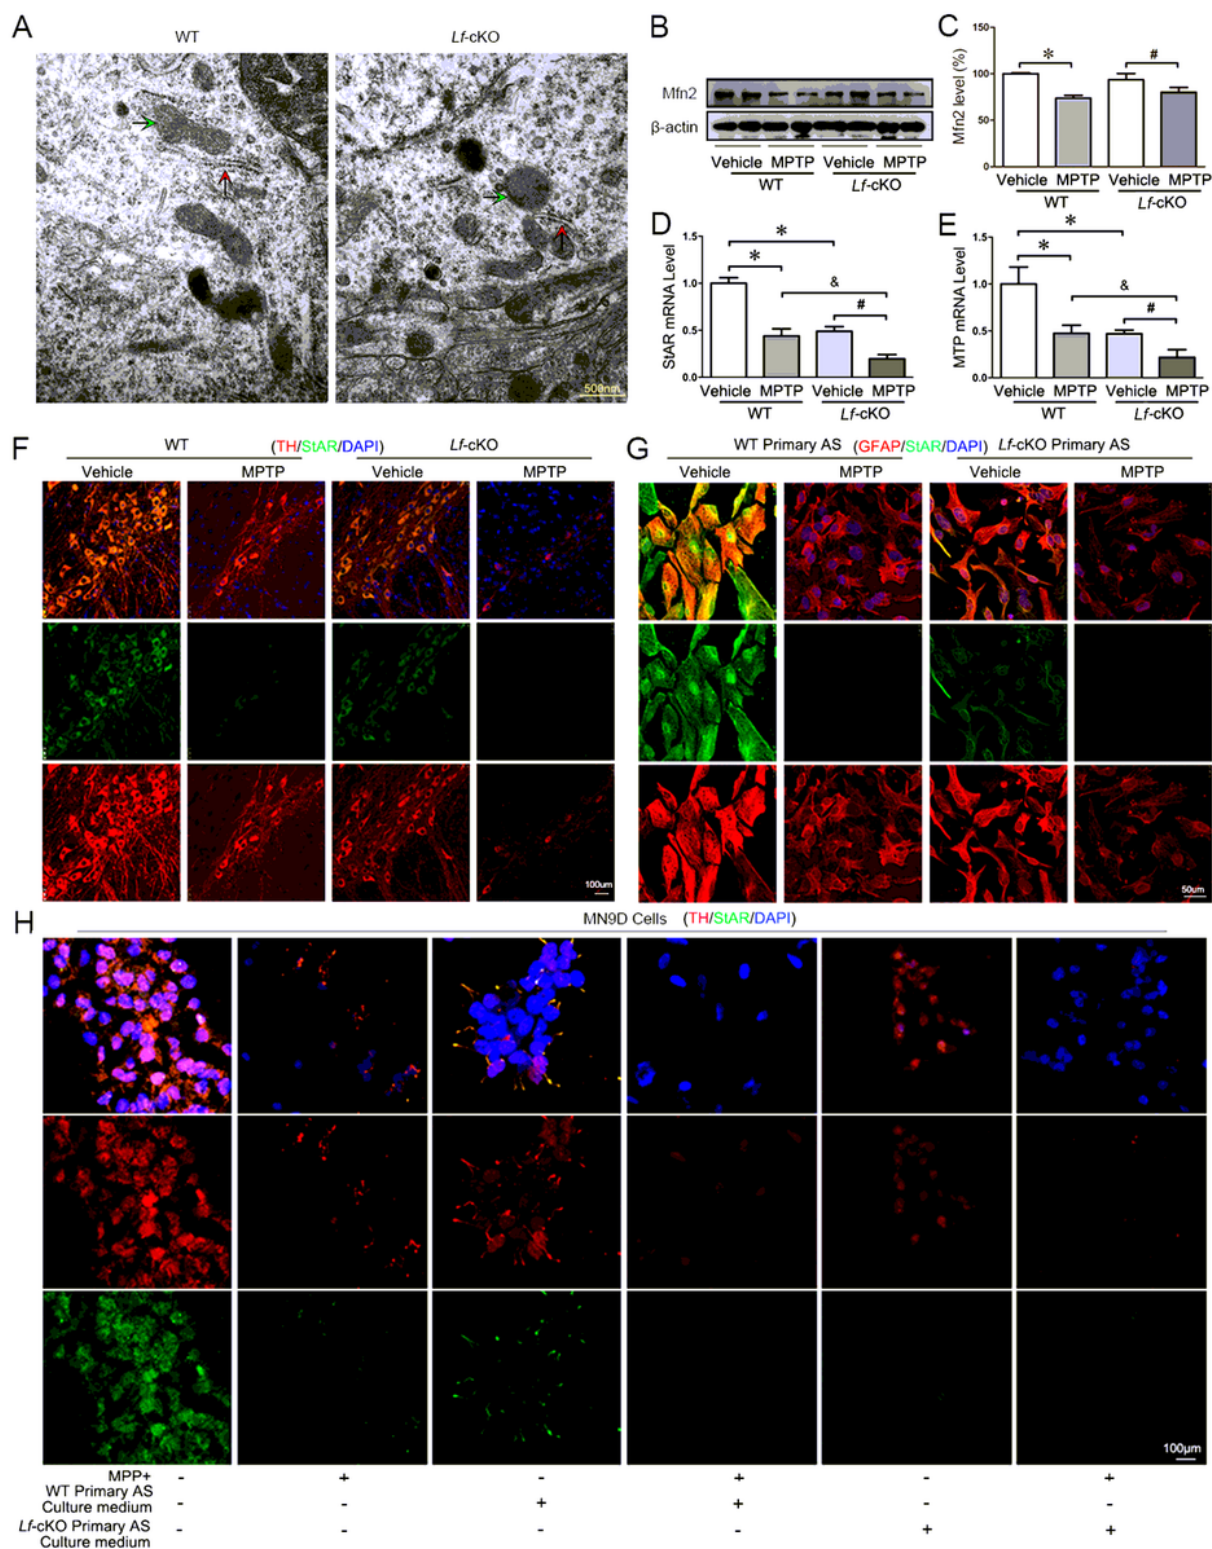 A
WT
Lf-cKO
500nm
B
Mfn2
β-actin
Vehicle MPTP Vehicle MPTP
WT Lf-cKO
C
Mfn2 level (%)
150
100
50
0
* #
Vehicle MPTP Vehicle MPTP
WT Lf-cKO
D
StAR mRNA Level
1.5
1.0
0.5
0.0
*
*
&
#
Vehicle MPTP Vehicle MPTP
WT Lf-cKO
E
MTP mRNA Level
1.5
1.0
0.5
0.0
*
*
&
#
Vehicle MPTP Vehicle MPTP
WT Lf-cKO
F
WT (TH/StAR/DAPI) Lf-cKO
Vehicle MPTP Vehicle MPTP
100um
G
WT Primary AS (GFAP/StAR/DAPI) Lf-cKO Primary AS
Vehicle MPTP Vehicle MPTP
50um
H
MN9D Cells (TH/StAR/DAPI)
100μm
MPP+ - + - + - +
WT Primary AS
Culture medium - - + + - -
Lf-cKO Primary AS - - - - + +
Culture medium